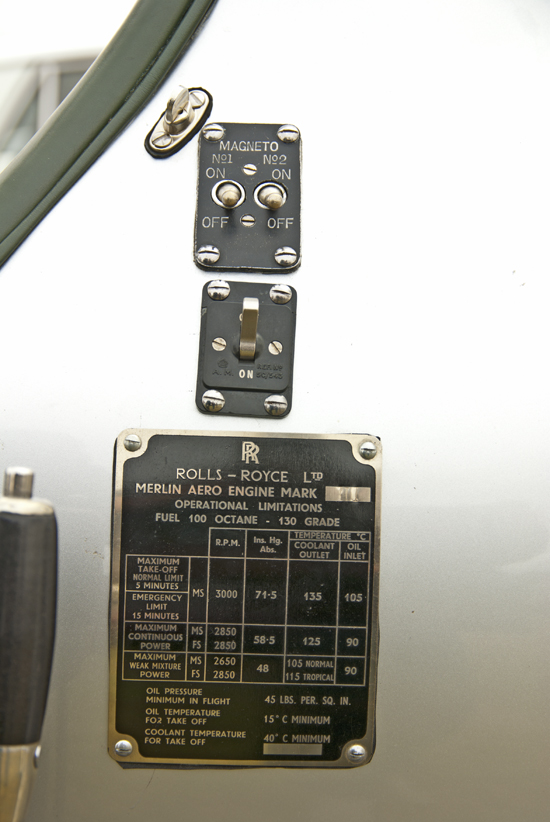 MAGNETO
Nº1 Nº2
ON ON
OFF OFF
A.M. ON
RR
ROLLS-ROYCE LTD
MERLIN AERO ENGINE MARK
OPERATIONAL LIMITATIONS
FUEL 100 OCTANE - 130 GRADE
R.P.M. Ins. Hg. Abs. TEMPERATURE °C
COOLANT OUTLET OIL INLET
MAXIMUM TAKE-OFF
NORMAL LIMIT
5 MINUTES
EMERGENCY LIMIT
15 MINUTES
MS 3000 71·5 135 105
MAXIMUM CONTINUOUS POWER
MS 2850
FS 2850
58·5 125 90
MAXIMUM WEAK MIXTURE POWER
MS 2650
FS 2850
48
105 NORMAL
115 TROPICAL
90
OIL PRESSURE
MINIMUM IN FLIGHT 45 LBS. PER. SQ. IN.
OIL TEMPERATURE
FO2 TAKE OFF 15° C MINIMUM
COOLANT TEMPERATURE
FOR TAKE OFF 40° C MINIMUM